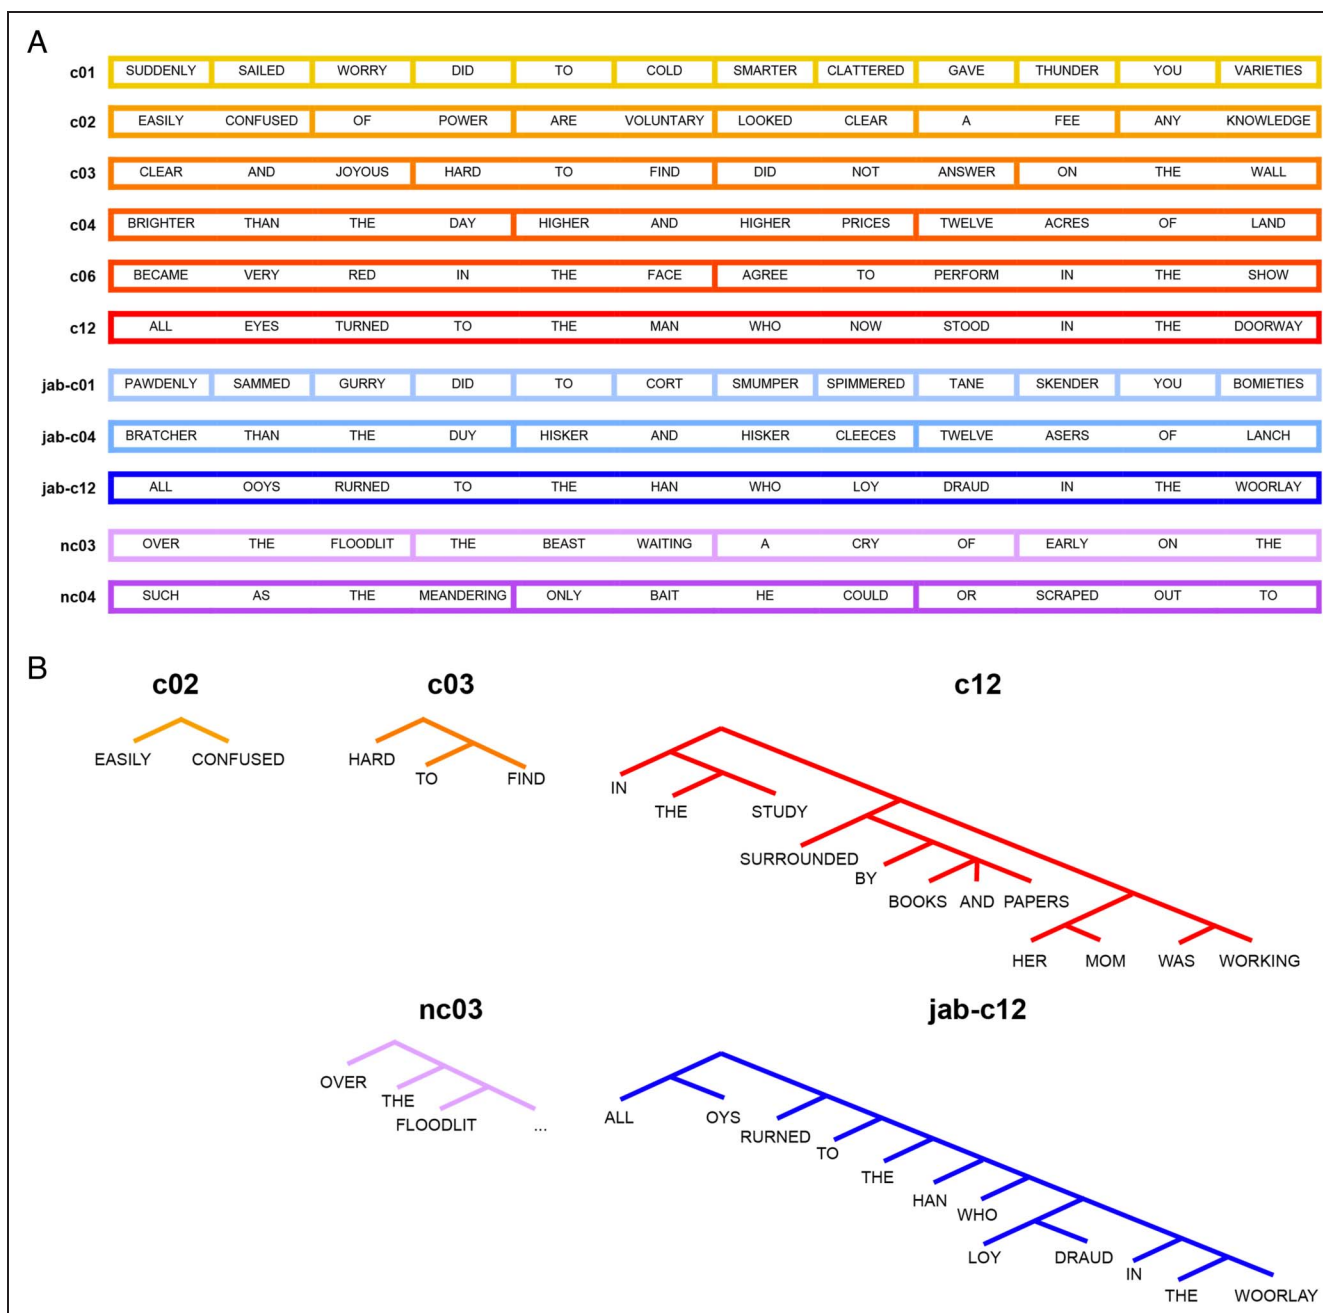 A
c01 SUDDENLY SAILED WORRY DID TO COLD SMARTER CLATTERED GAVE THUNDER YOU VARIETIES
c02 EASILY CONFUSED OF POWER ARE VOLUNTARY LOOKED CLEAR A FEE ANY KNOWLEDGE
c03 CLEAR AND JOYOUS HARD TO FIND DID NOT ANSWER ON THE WALL
c04 BRIGHTER THAN THE DAY HIGHER AND HIGHER PRICES TWELVE ACRES OF LAND
c06 BECAME VERY RED IN THE FACE AGREE TO PERFORM IN THE SHOW
c12 ALL EYES TURNED TO THE MAN WHO NOW STOOD IN THE DOORWAY
jab-c01 PAWDENLY SAMMED GURRY DID TO CORT SMUMPER SPIMMERED TANE SKENDER YOU BOMIETIES
jab-c04 BRATCHER THAN THE DUY HISKER AND HISKER CLEECES TWELVE ASERS OF LANCH
jab-c12 ALL OOYS RURNED TO THE HAN WHO LOY DRAUD IN THE WOORLAY
nc03 OVER THE FLOODLIT THE BEAST WAITING A CRY OF EARLY ON THE
nc04 SUCH AS THE MEANDERING ONLY BAIT HE COULD OR SCRAPED OUT TO
B
c02 c03 c12
EASILY CONFUSED
HARD
TO FIND
IN
THE STUDY
SURROUNDED
BY
BOOKS AND PAPERS
HER MOM WAS WORKING
nc03 jab-c12
OVER
THE
FLOODLIT ...
ALL OYS
RURNED
TO
THE
HAN
WHO
LOY DRAUD
IN
THE WOORLAY